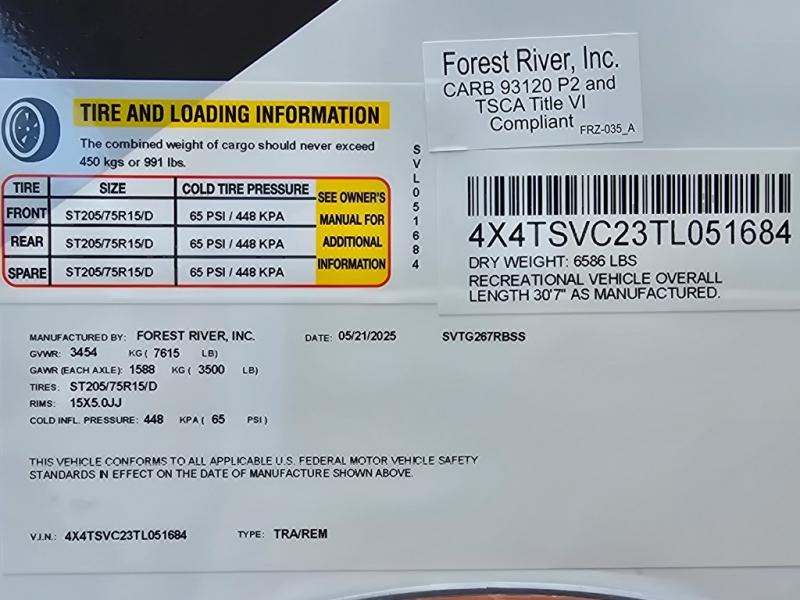 Forest River, Inc.
CARB 93120 P2 and
TSCA Title VI
Compliant FRZ-035_A
TIRE AND LOADING INFORMATION
The combined weight of cargo should never exceed
450 kgs or 991 lbs.
TIRE SIZE COLD TIRE PRESSURE
FRONT ST205/75R15/D 65 PSI / 448 KPA
REAR ST205/75R15/D 65 PSI / 448 KPA
SPARE ST205/75R15/D 65 PSI / 448 KPA
SEE OWNER'S
MANUAL FOR
ADDITIONAL
INFORMATION
SVL051684
4X4TSVC23TL051684
DRY WEIGHT: 6586 LBS
RECREATIONAL VEHICLE OVERALL
LENGTH 30'7" AS MANUFACTURED.
MANUFACTURED BY: FOREST RIVER, INC. DATE: 05/21/2025 SVTG267RBSS
GVWR: 3454 KG ( 7615 LB)
GAWR (EACH AXLE): 1588 KG ( 3500 LB)
TIRES: ST205/75R15/D
RIMS: 15X5.0JJ
COLD INFL. PRESSURE: 448 KPA ( 65 PSI )
THIS VEHICLE CONFORMS TO ALL APPLICABLE U.S. FEDERAL MOTOR VEHICLE SAFETY
STANDARDS IN EFFECT ON THE DATE OF MANUFACTURE SHOWN ABOVE.
V.I.N.: 4X4TSVC23TL051684 TYPE: TRA/REM